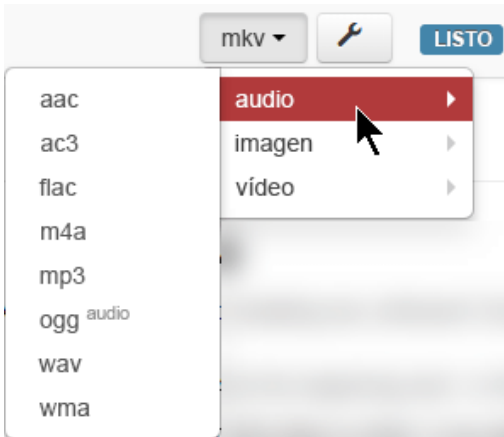 mkv
LISTO
audio
imagen
vídeo
aac
ac3
flac
m4a
mp3
ogg audio
wav
wma